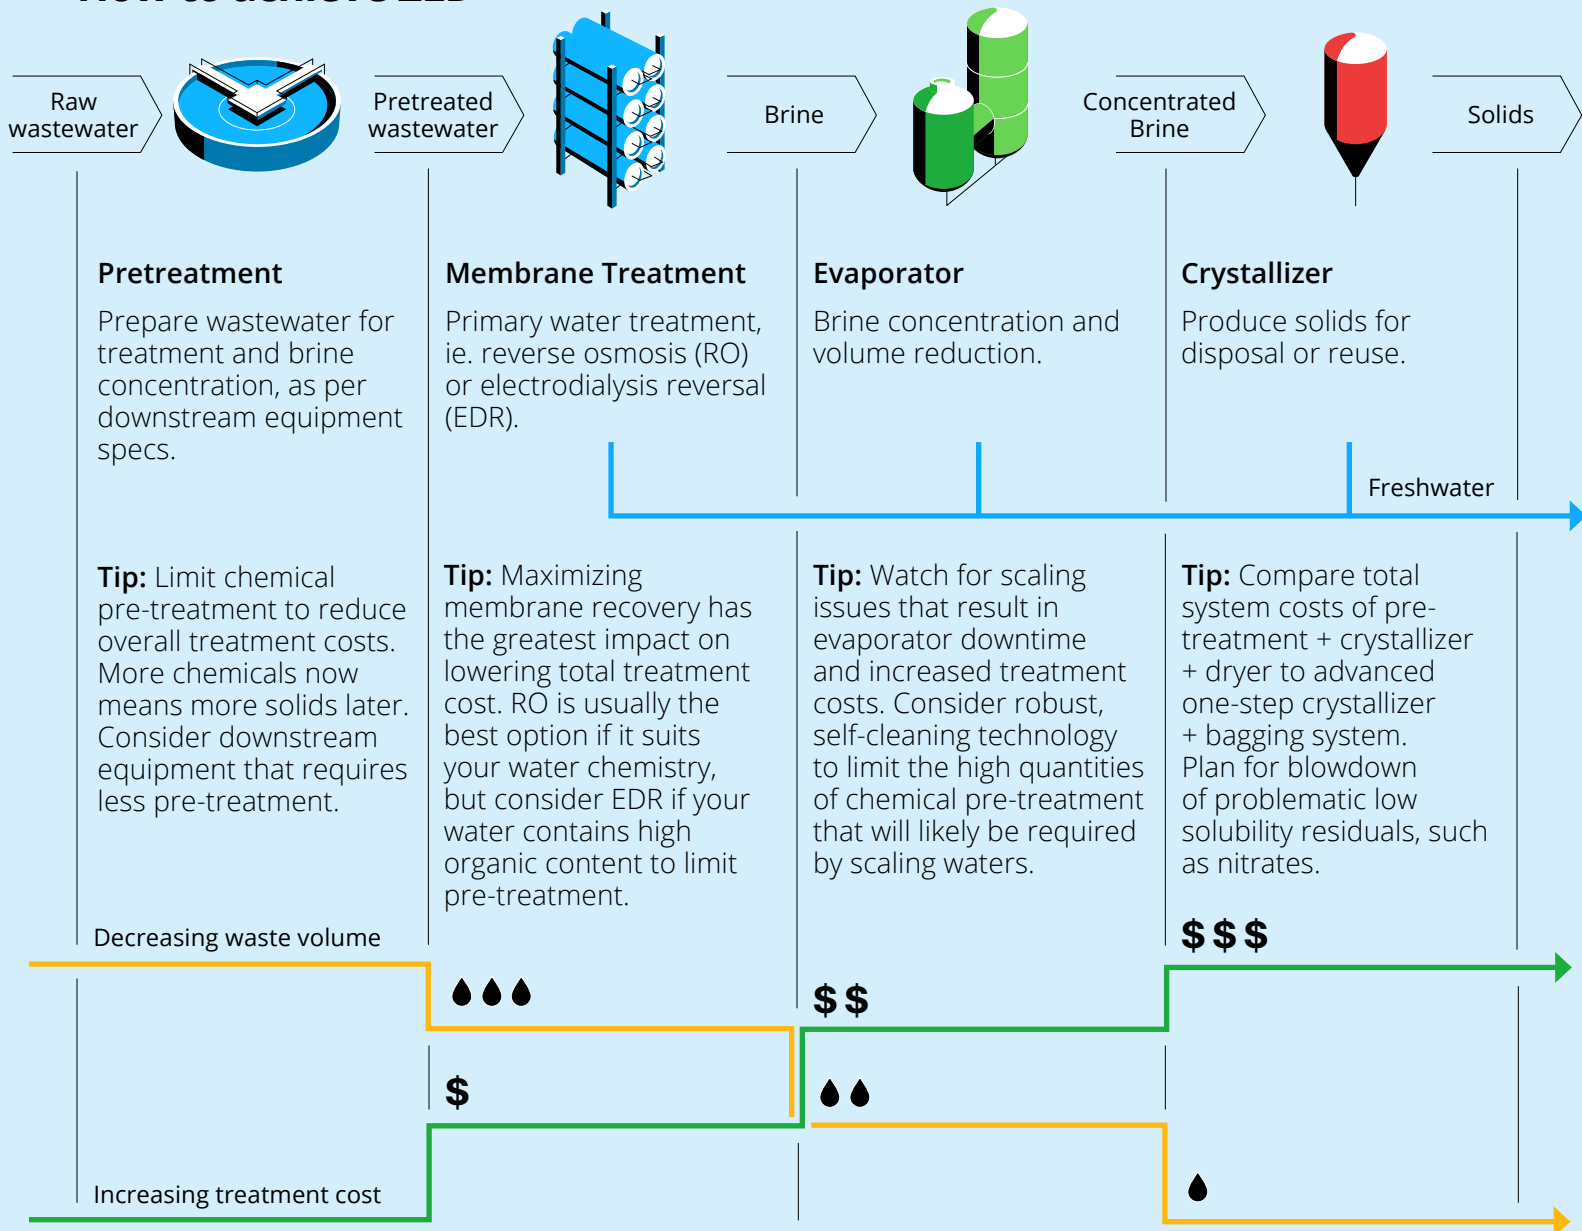 How to achieve ZLD
Raw
wastewater
Pretreated
wastewater
Brine
Concentrated
Brine
Solids
Pretreatment
Prepare wastewater for
treatment and brine
concentration, as per
downstream equipment
specs.
Membrane Treatment
Primary water treatment,
ie. reverse osmosis (RO)
or electrodialysis reversal
(EDR).
Evaporator
Brine concentration and
volume reduction.
Crystallizer
Produce solids for
disposal or reuse.
Freshwater
Tip: Limit chemical
pre-treatment to reduce
overall treatment costs.
More chemicals now
means more solids later.
Consider downstream
equipment that requires
less pre-treatment.
Tip: Maximizing
membrane recovery has
the greatest impact on
lowering total treatment
cost. RO is usually the
best option if it suits
your water chemistry,
but consider EDR if your
water contains high
organic content to limit
pre-treatment.
Tip: Watch for scaling
issues that result in
evaporator downtime
and increased treatment
costs. Consider robust,
self-cleaning technology
to limit the high quantities
of chemical pre-treatment
that will likely be required
by scaling waters.
Tip: Compare total
system costs of pre-
treatment + crystallizer
+ dryer to advanced
one-step crystallizer
+ bagging system.
Plan for blowdown
of problematic low
solubility residuals, such
as nitrates.
Decreasing waste volume
$$$
$$
$
Increasing treatment cost